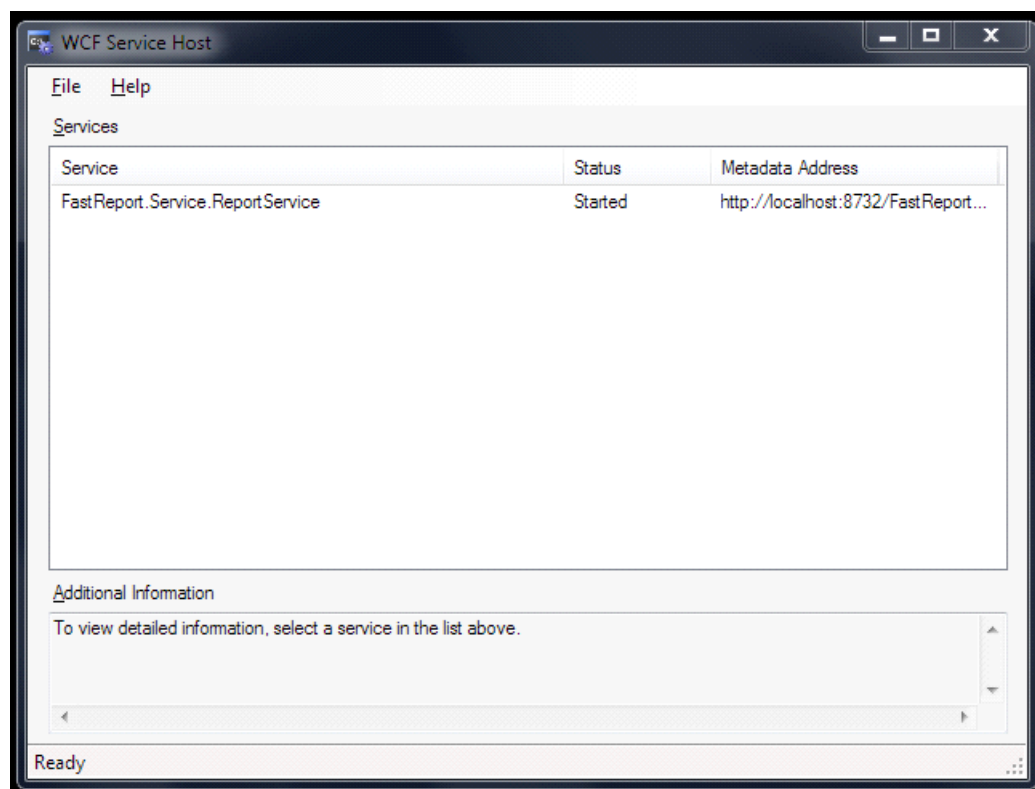 WCF Service Host
File Help
Services
Service Status Metadata Address
FastReport.Service.ReportService Started http://localhost:8732/FastReport...
Additional Information
To view detailed information, select a service in the list above.
Ready